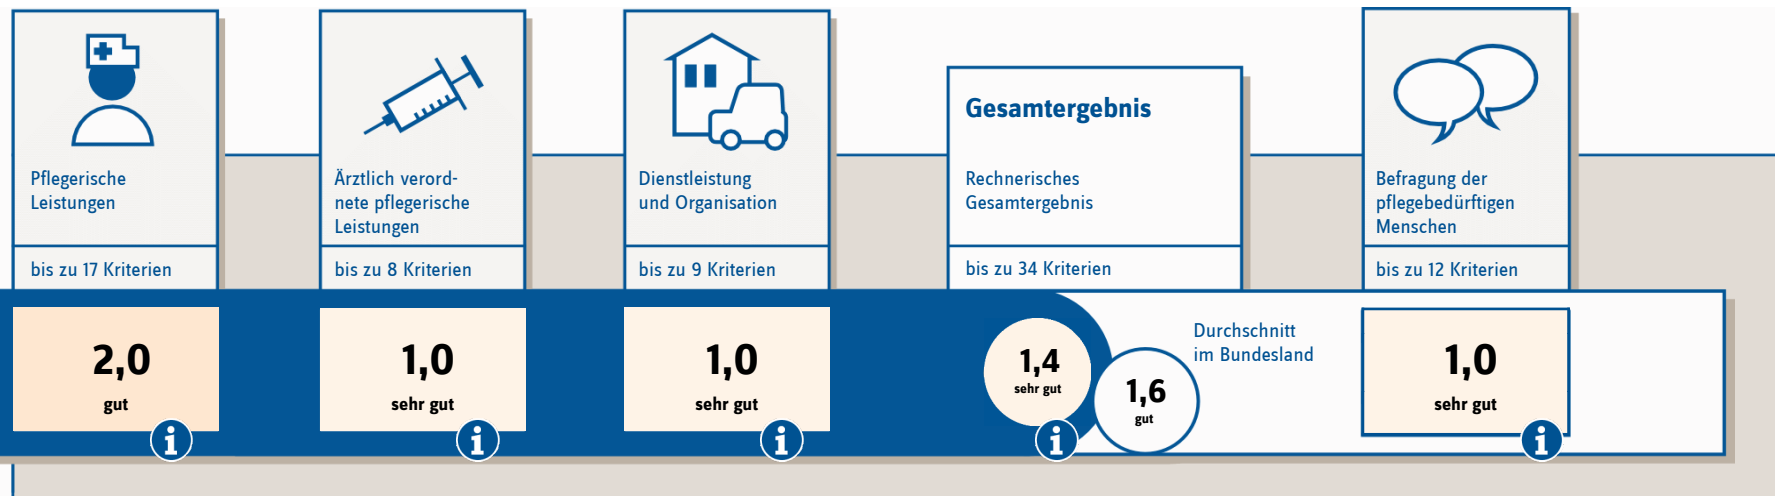 Pflegerische
Leistungen
bis zu 17 Kriterien
2,0
gut
i
Ärztlich verord-
nete pflegerische
Leistungen
bis zu 8 Kriterien
1,0
sehr gut
i
Dienstleistung
und Organisation
bis zu 9 Kriterien
1,0
sehr gut
i
Gesamtergebnis
Rechnerisches
Gesamtergebnis
bis zu 34 Kriterien
1,4
sehr gut
i
1,6
gut
Durchschnitt
im Bundesland
Befragung der
pflegebedürftigen
Menschen
bis zu 12 Kriterien
1,0
sehr gut
i